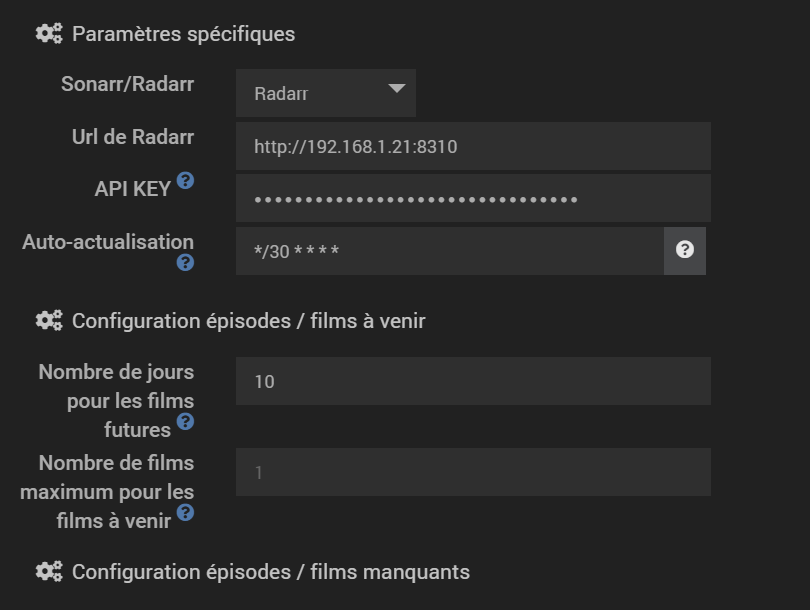 Paramètres spécifiques
Sonarr/Radarr
Radarr
Url de Radarr
http://192.168.1.21:8310
API KEY ?
••••••••••••••••••••••••••••••••
Auto-actualisation
?
*/30 * * * *
?
Configuration épisodes / films à venir
Nombre de jours
pour les films
futures ?
10
Nombre de films
maximum pour les
films à venir ?
1
Configuration épisodes / films manquants